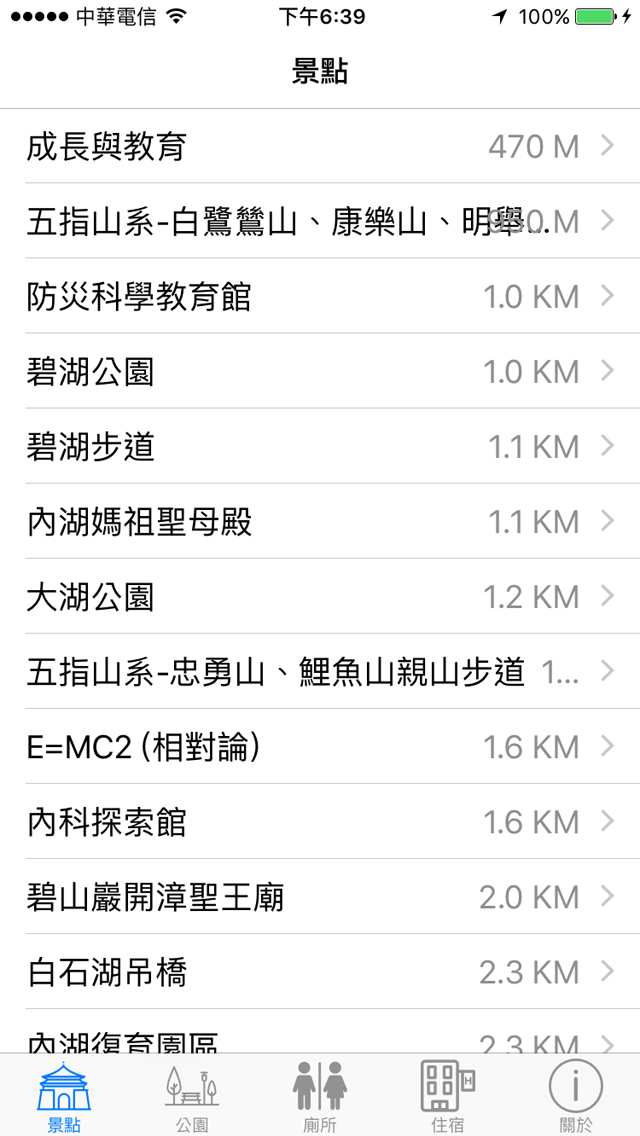 中華電信 下午6:39 100%
景點
成長與教育 470 M
五指山系-白鷺鷥山、康樂山、明舉... M
防災科學教育館 1.0 KM
碧湖公園 1.0 KM
碧湖步道 1.1 KM
內湖媽祖聖母殿 1.1 KM
大湖公園 1.2 KM
五指山系-忠勇山、鯉魚山親山步道 1...
E=MC2 (相對論) 1.6 KM
內科探索館 1.6 KM
碧山巖開漳聖王廟 2.0 KM
白石湖吊橋 2.3 KM
內湖復育園區 2.3 KM
景點 公園 廁所 住宿 關於